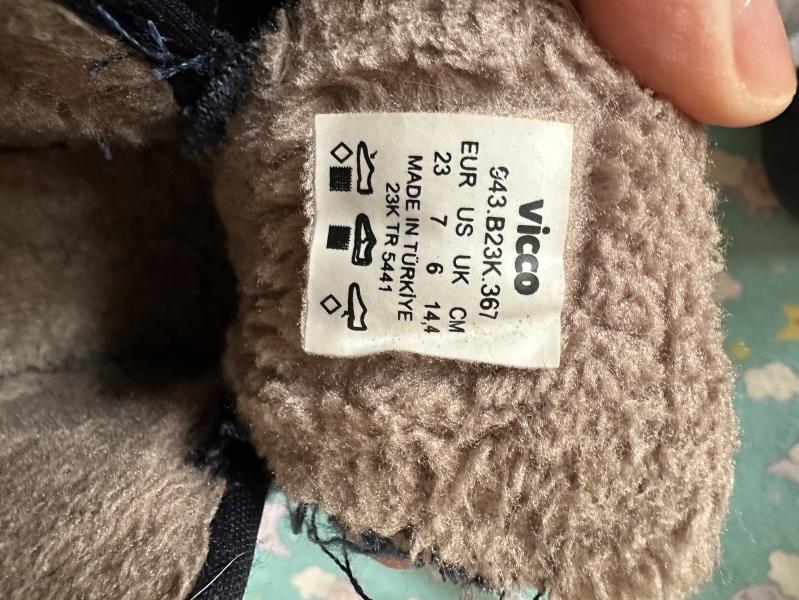 Vicco
943.B23K.367
EUR US UK CM
23 7 6 14,4
MADE IN TÜRKİYE
23K TR 5441